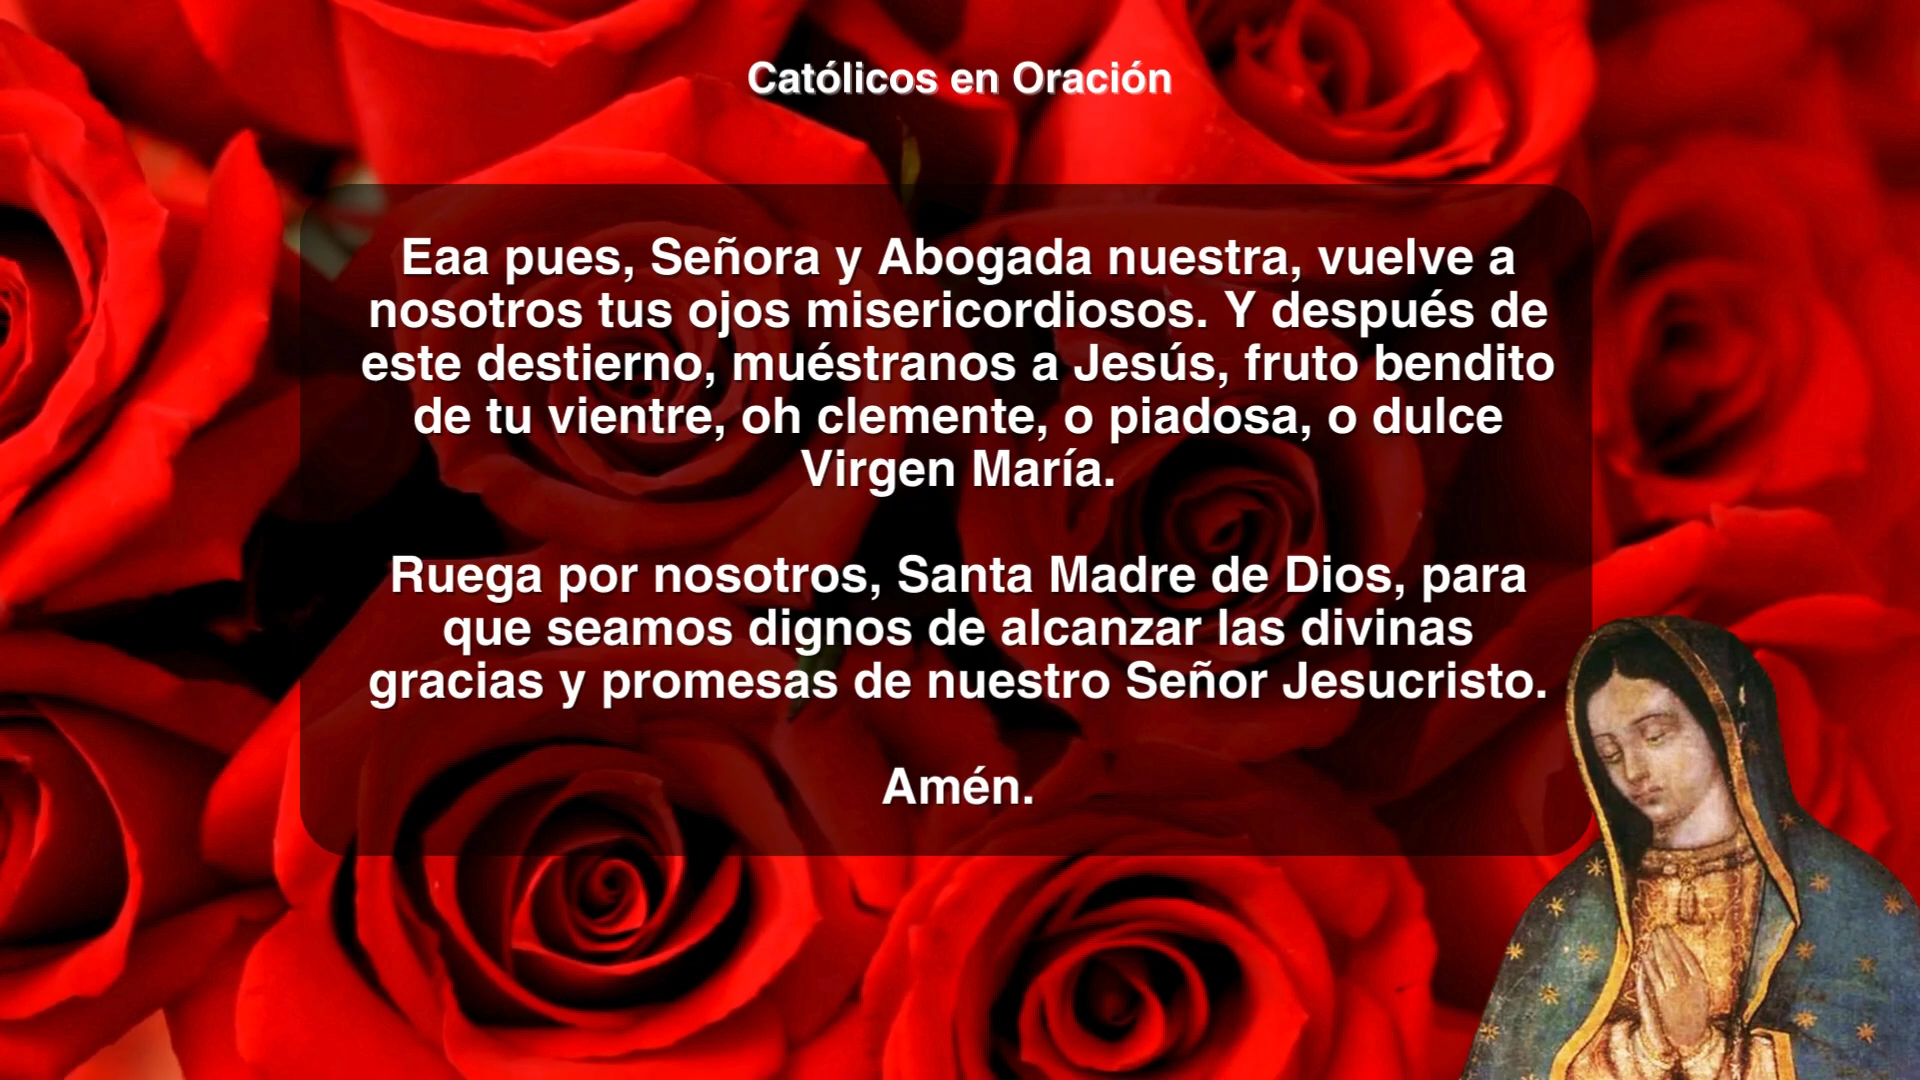 Católicos en Oración
Eaa pues, Señora y Abogada nuestra, vuelve a
nosotros tus ojos misericordiosos. Y después de
este destierno, muéstranos a Jesús, fruto bendito
de tu vientre, oh clemente, o piadosa, o dulce
Virgen María.
Ruega por nosotros, Santa Madre de Dios, para
que seamos dignos de alcanzar las divinas
gracias y promesas de nuestro Señor Jesucristo.
Amén.